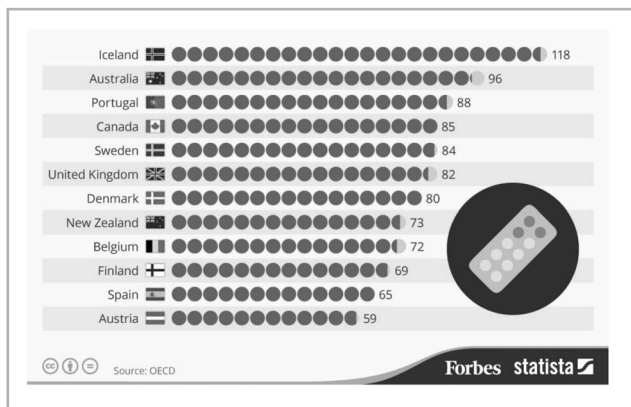 Iceland 118
Australia 96
Portugal 88
Canada 85
Sweden 84
United Kingdom 82
Denmark 80
New Zealand 73
Belgium 72
Finland 69
Spain 65
Austria 59
cc Source: OECD Forbes statista